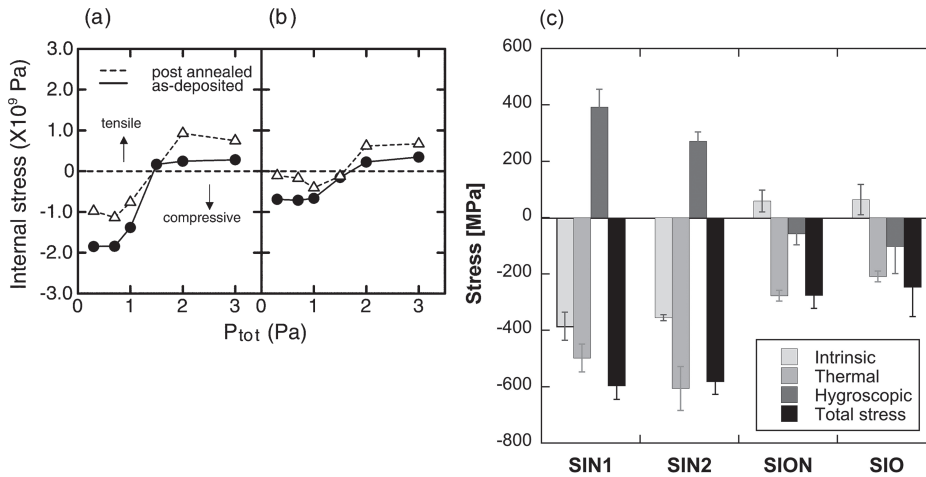 (a)
(b)
(c)
3.0
2.0
1.0
0
-1.0
-2.0
-3.0
Internal stress (X10⁹ Pa)
post annealed
as-deposited
tensile
compressive
0 1 2 3
0 1 2 3
Ptot (Pa)
600
400
200
0
-200
-400
-600
-800
Stress [MPa]
Intrinsic
Thermal
Hygroscopic
Total stress
SIN1 SIN2 SION SIO